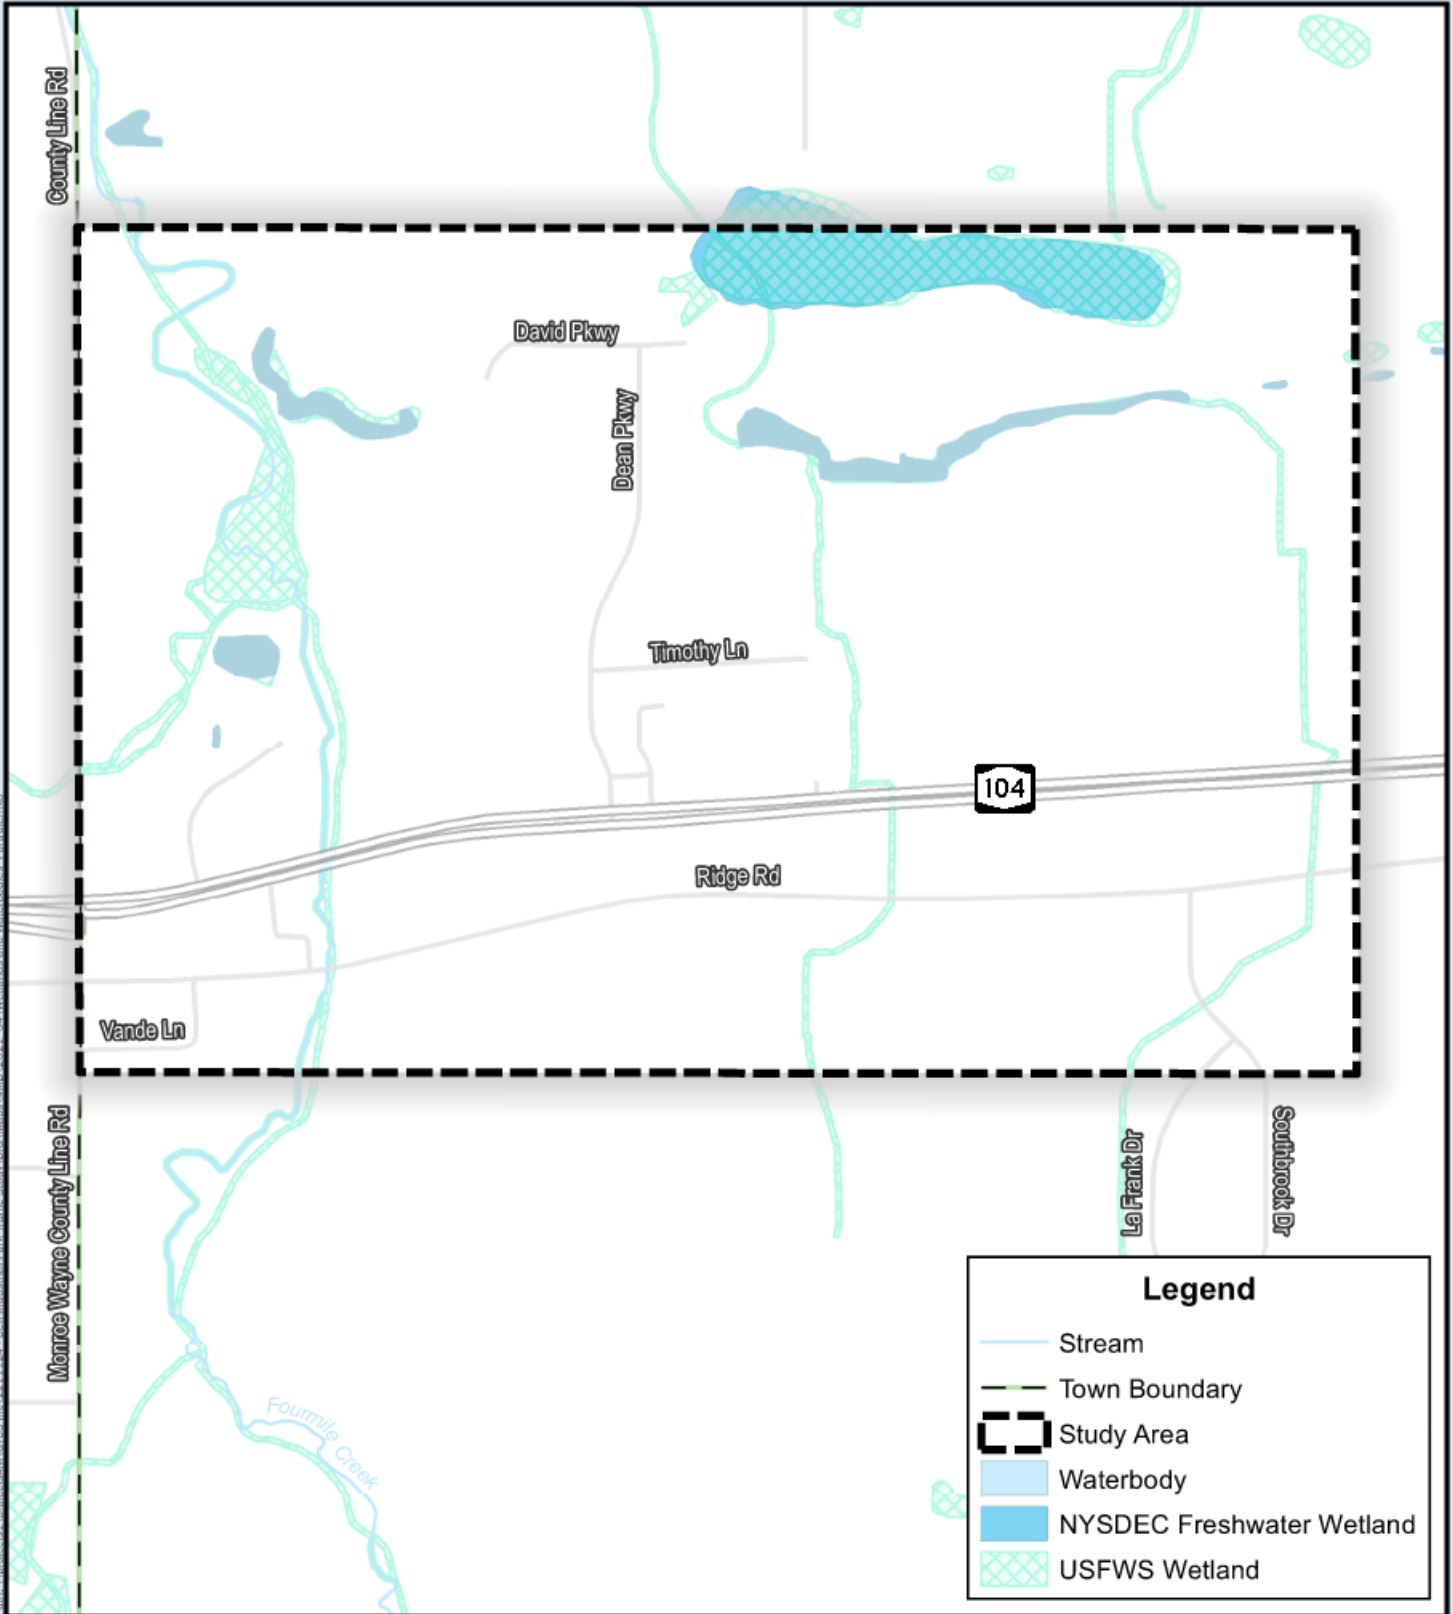 County Line Rd
David Pkwy
Dean Pkwy
Timothy Ln
104
Ridge Rd
Vande Ln
Monroe Wayne County Line Rd
La Frank Dr
Southbrook Dr
Fourmile Creek
Legend
Stream
Town Boundary
Study Area
Waterbody
NYSDEC Freshwater Wetland
USFWS Wetland